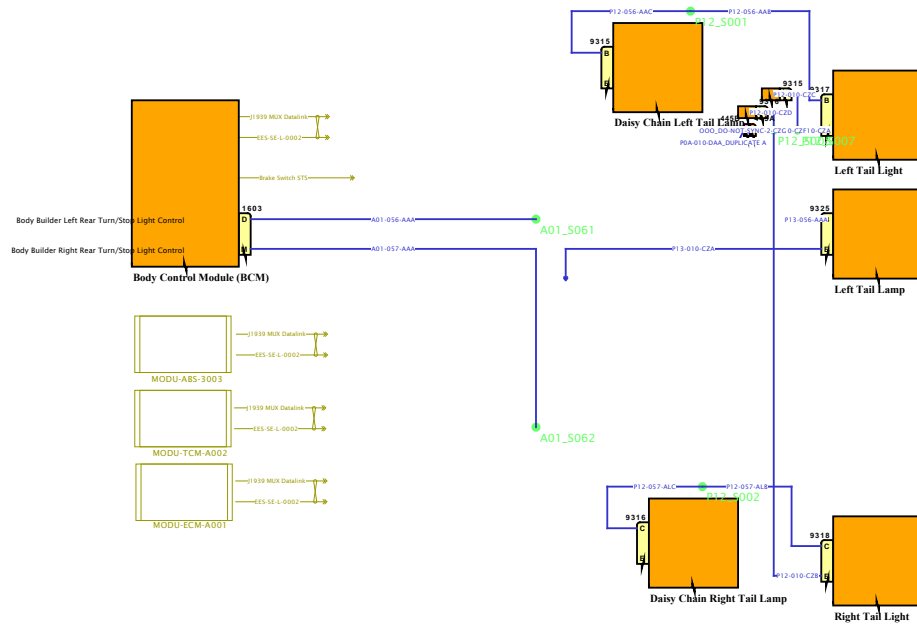 P12-056-AAC
P12-056-AAB
P12_S001
9315
B
Daisy Chain Left Tail Lamp
9315
P12-010-CZC
P12-010-CZD
9317
B
Left Tail Light
P0A-010-DAA_DUPLICATE A
J1939 MUX Datalink
EES-SE-L-0002
Brake Switch STS
1603
D
Body Builder Left Rear Turn/Stop Light Control
A01-056-AAA
A01_S061
Body Builder Right Rear Turn/Stop Light Control
M
A01-057-AAA
Body Control Module (BCM)
9325
P13-056-AAA
P13-010-CZA
Left Tail Lamp
J1939 MUX Datalink
EES-SE-L-0002
MODU-ABS-3003
J1939 MUX Datalink
EES-SE-L-0002
MODU-TCM-A002
A01_S062
J1939 MUX Datalink
EES-SE-L-0002
MODU-ECM-A001
P12-057-ALC
P12-057-ALB
P12_S002
9316
C
Daisy Chain Right Tail Lamp
9318
C
P12-010-CZB
Right Tail Light